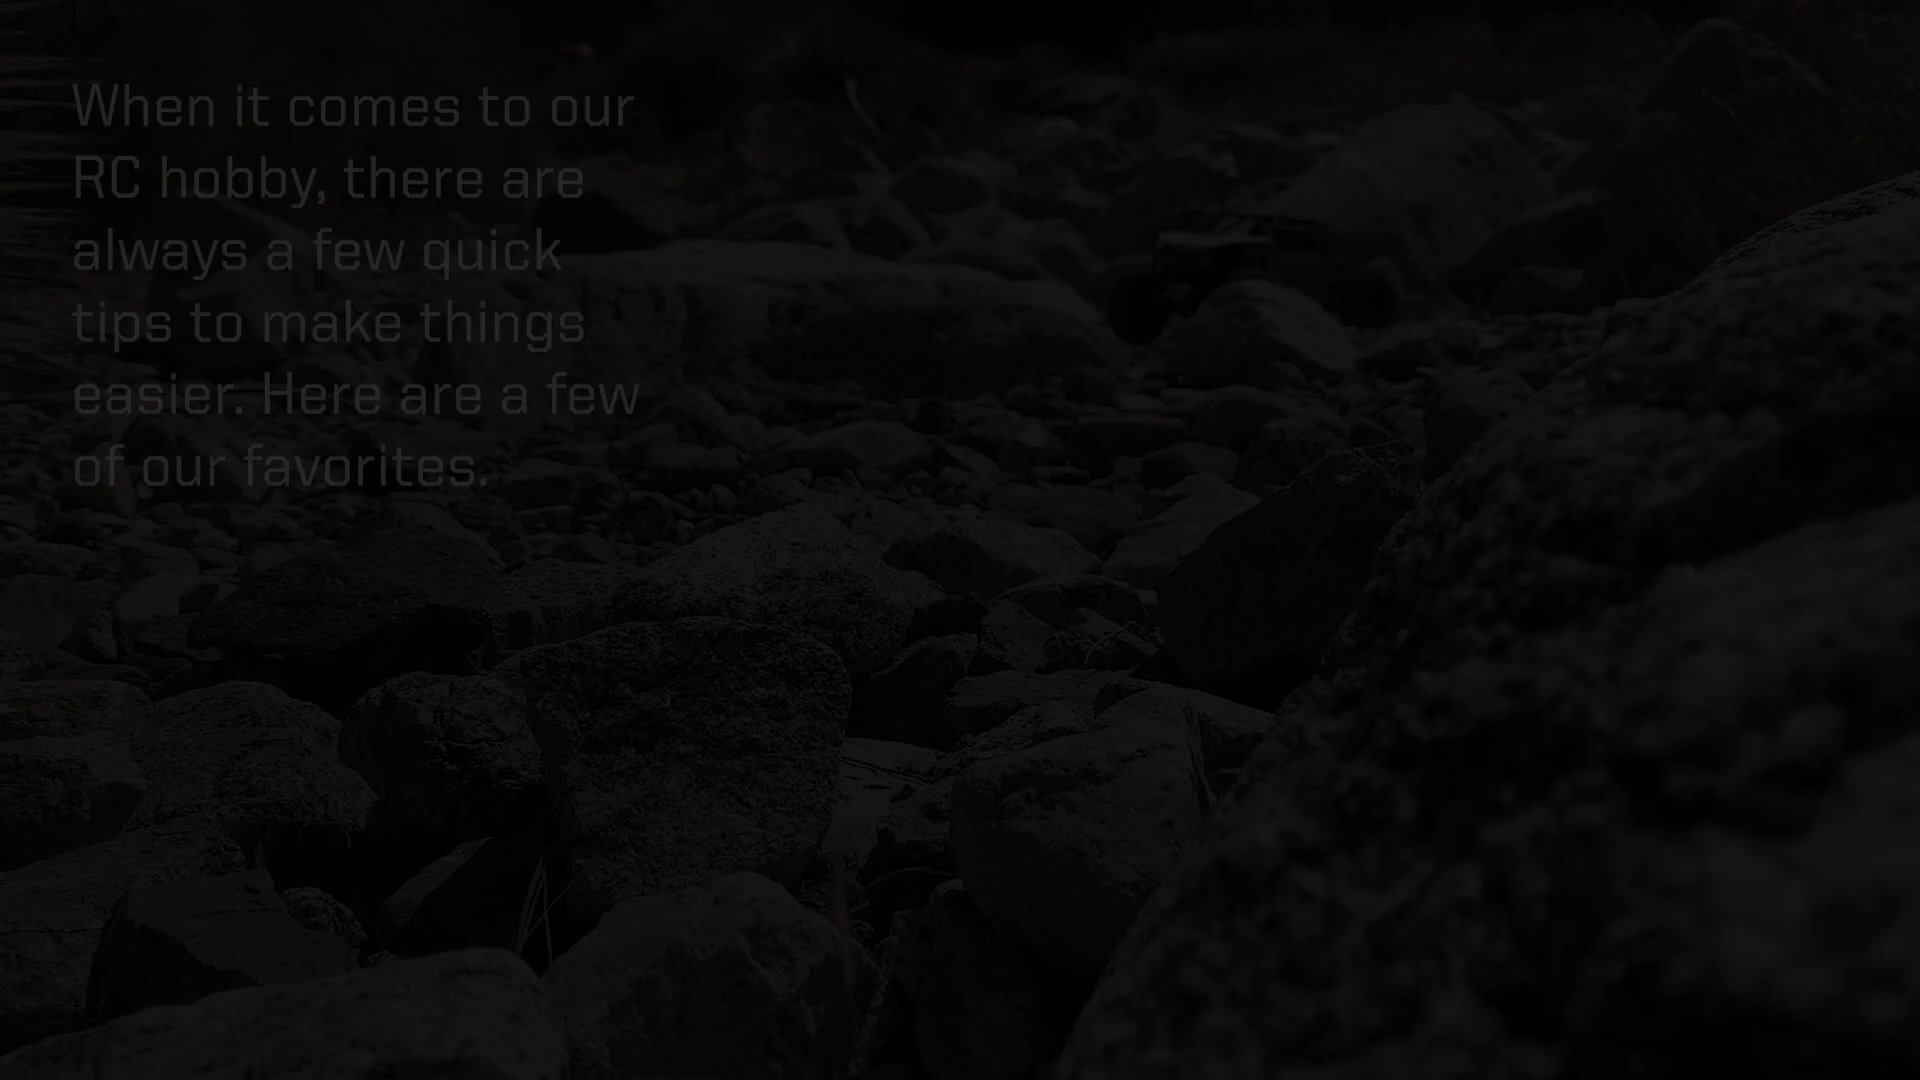 When it comes to our
RC hobby, there are
always a few quick
tips to make things
easier. Here are a few
of our favorites.